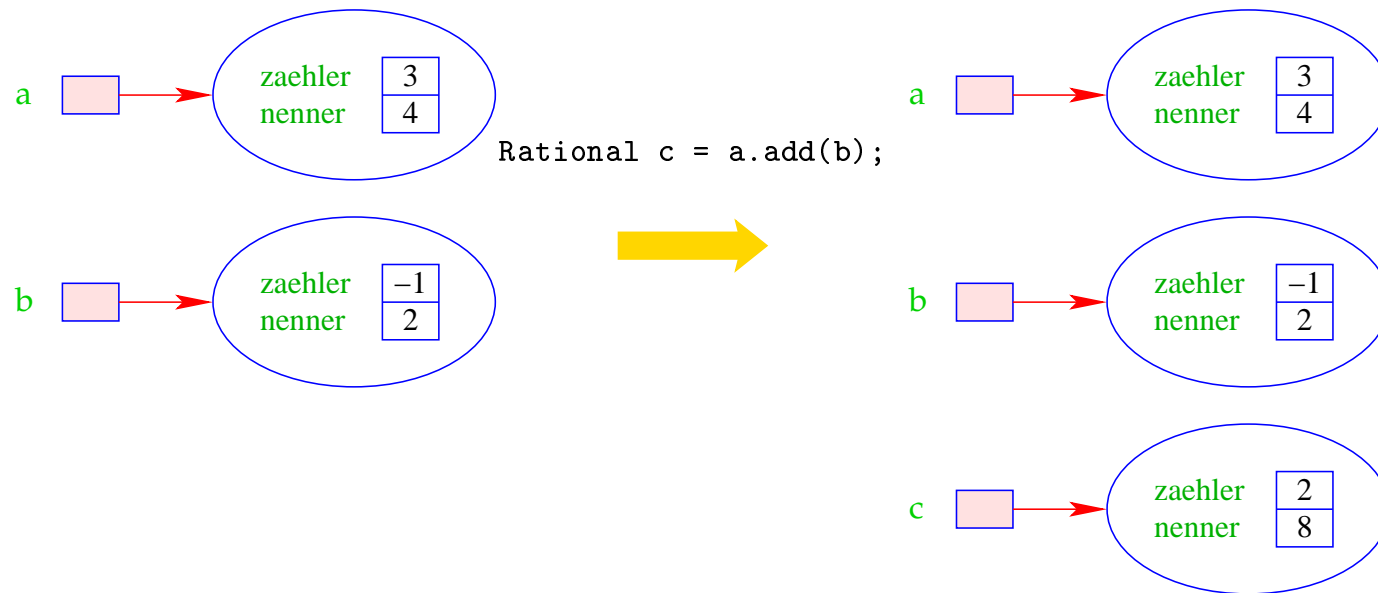 a
zaehler 3
nenner 4
b
zaehler –1
nenner 2
Rational c = a.add(b);
a
zaehler 3
nenner 4
b
zaehler –1
nenner 2
c
zaehler 2
nenner 8